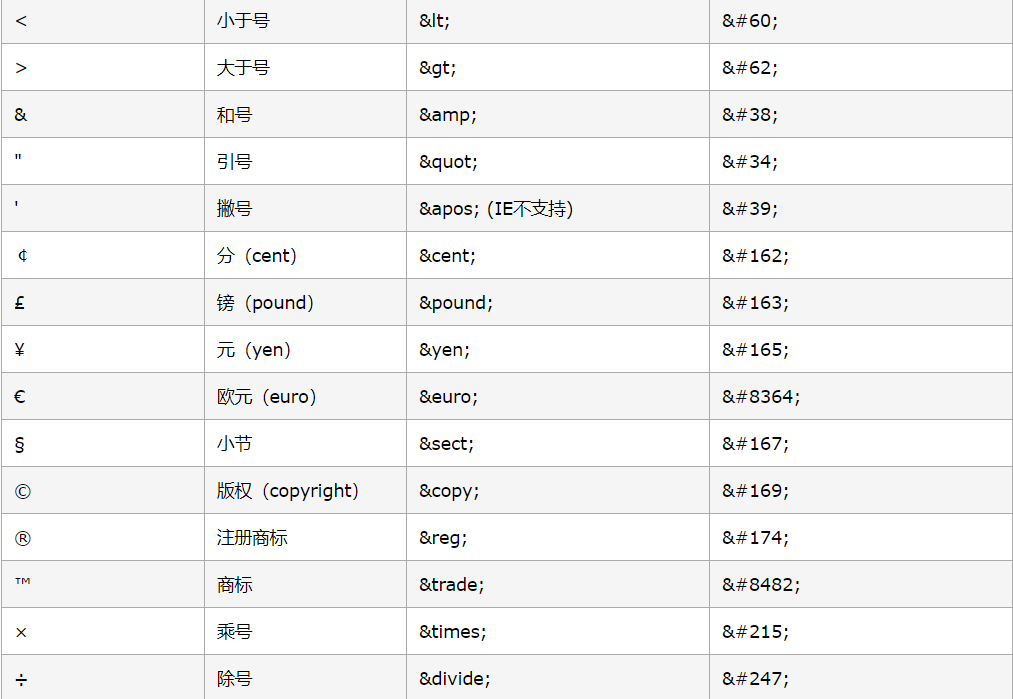 < 小于号 &lt; &#60;
> 大于号 &gt; &#62;
& 和号 &amp; &#38;
" 引号 &quot; &#34;
' 撇号 &apos; (IE不支持) &#39;
￠ 分（cent） &cent; &#162;
£ 镑（pound） &pound; &#163;
¥ 元（yen） &yen; &#165;
€ 欧元（euro） &euro; &#8364;
§ 小节 &sect; &#167;
© 版权（copyright） &copy; &#169;
® 注册商标 &reg; &#174;
™ 商标 &trade; &#8482;
× 乘号 &times; &#215;
÷ 除号 &divide; &#247;